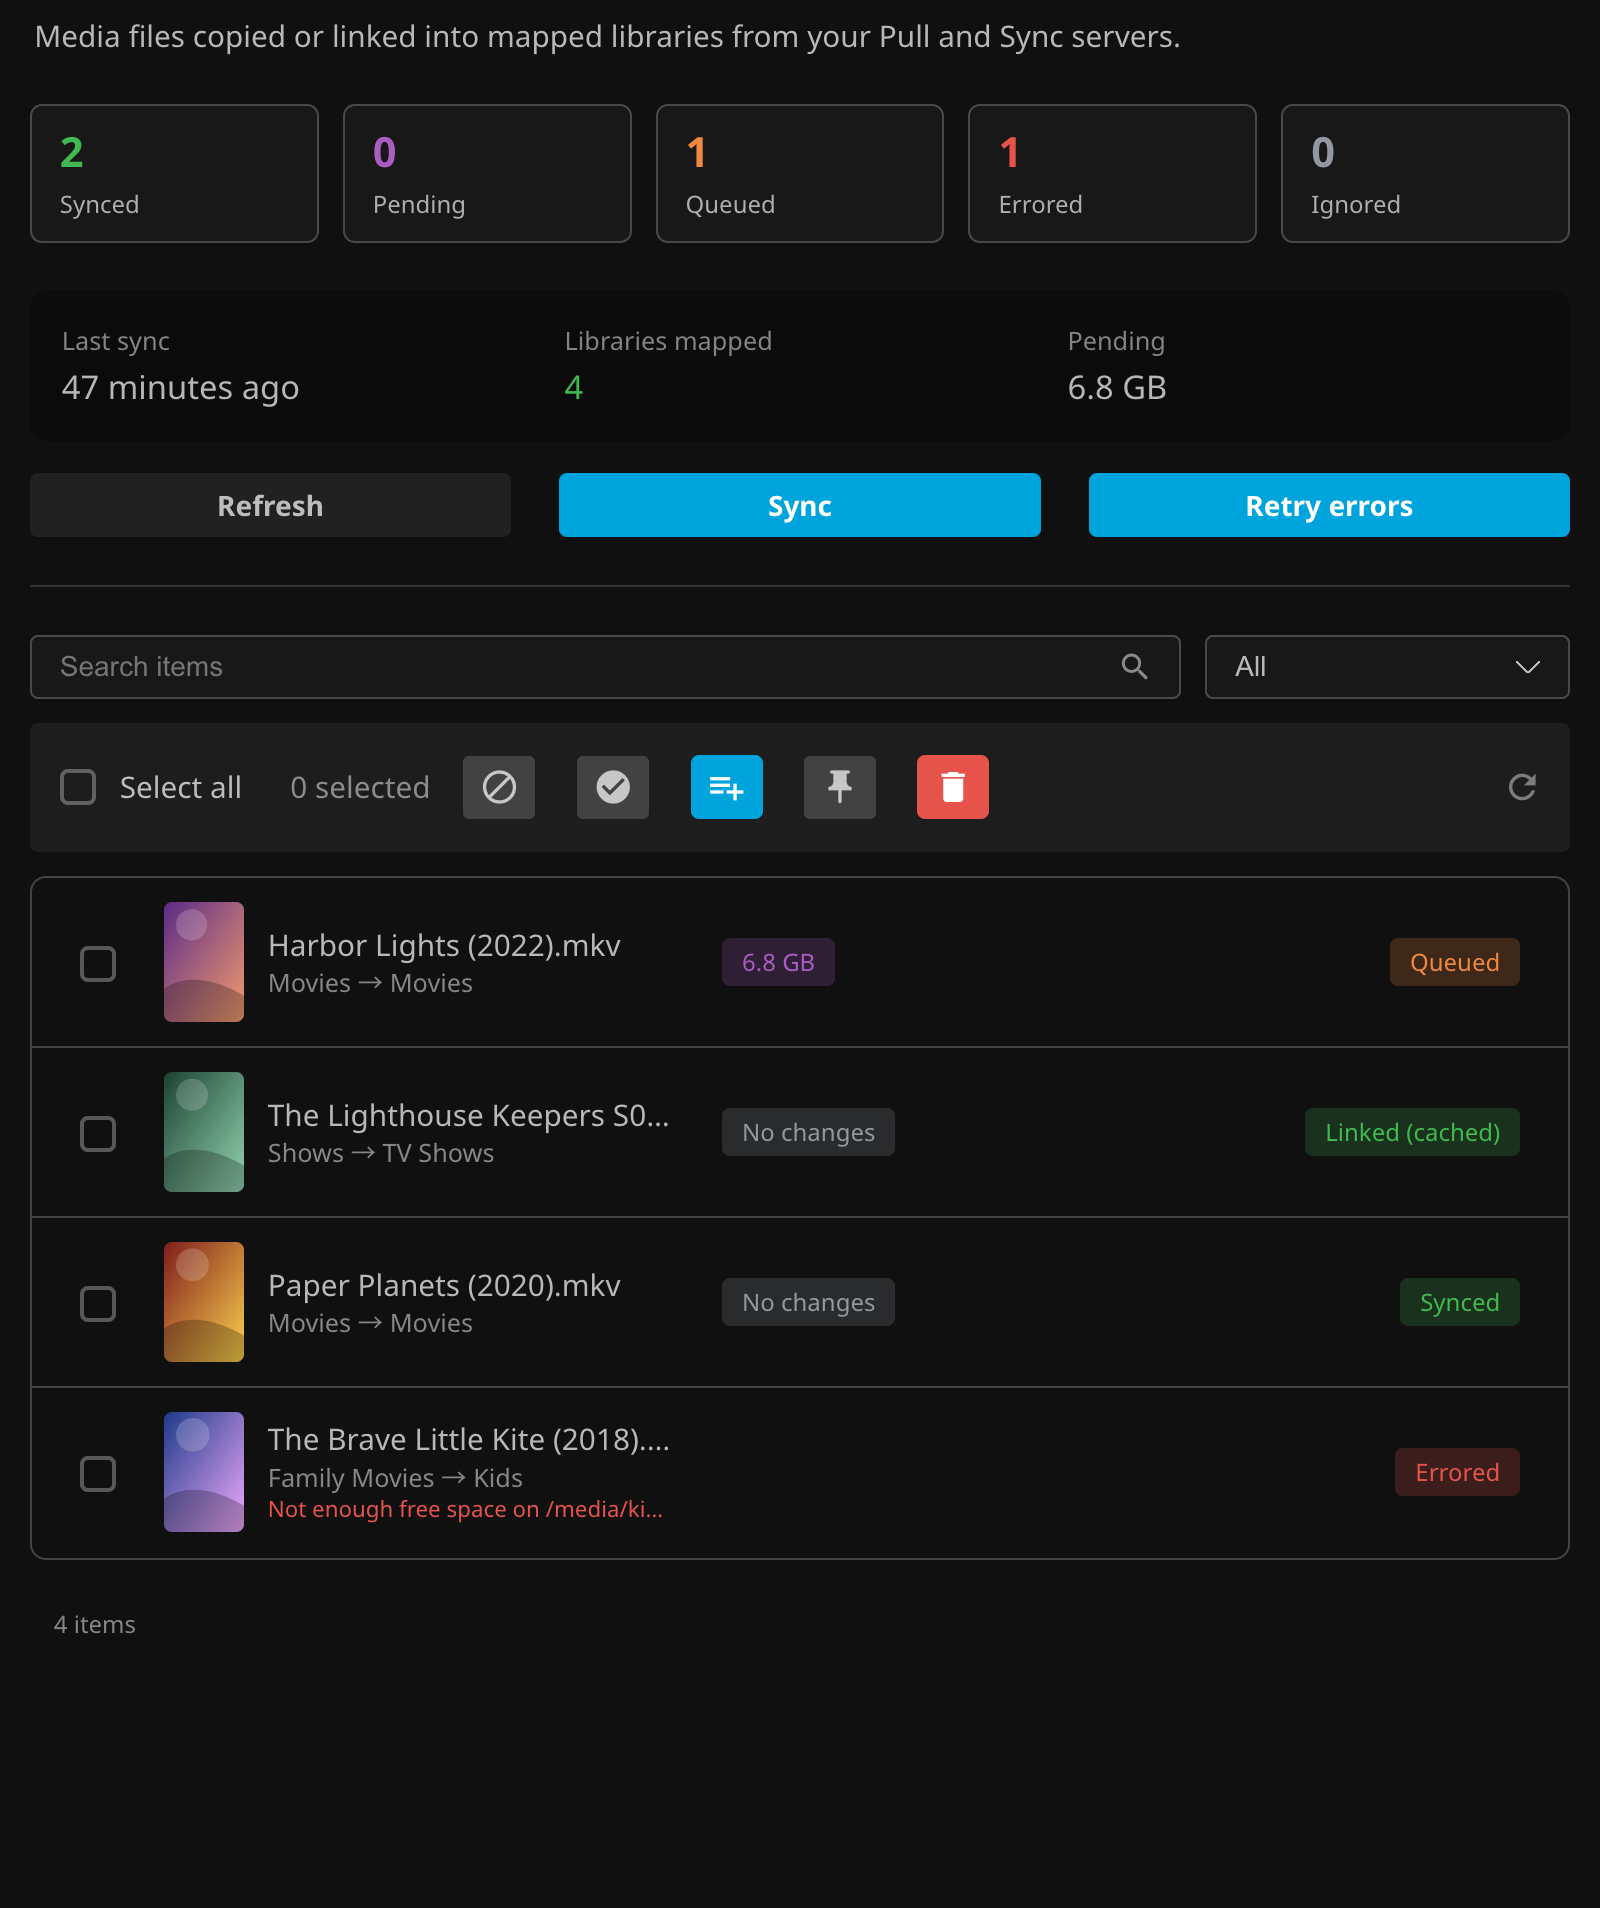 Media files copied or linked into mapped libraries from your Pull and Sync servers.
2
Synced
0
Pending
1
Queued
1
Errored
0
Ignored
Last sync
47 minutes ago
Libraries mapped
4
Pending
6.8 GB
Refresh
Sync
Retry errors
Search items
All
Select all
0 selected
Harbor Lights (2022).mkv
Movies → Movies
6.8 GB
Queued
The Lighthouse Keepers S0...
Shows → TV Shows
No changes
Linked (cached)
Paper Planets (2020).mkv
Movies → Movies
No changes
Synced
The Brave Little Kite (2018)....
Family Movies → Kids
Not enough free space on /media/ki...
Errored
4 items